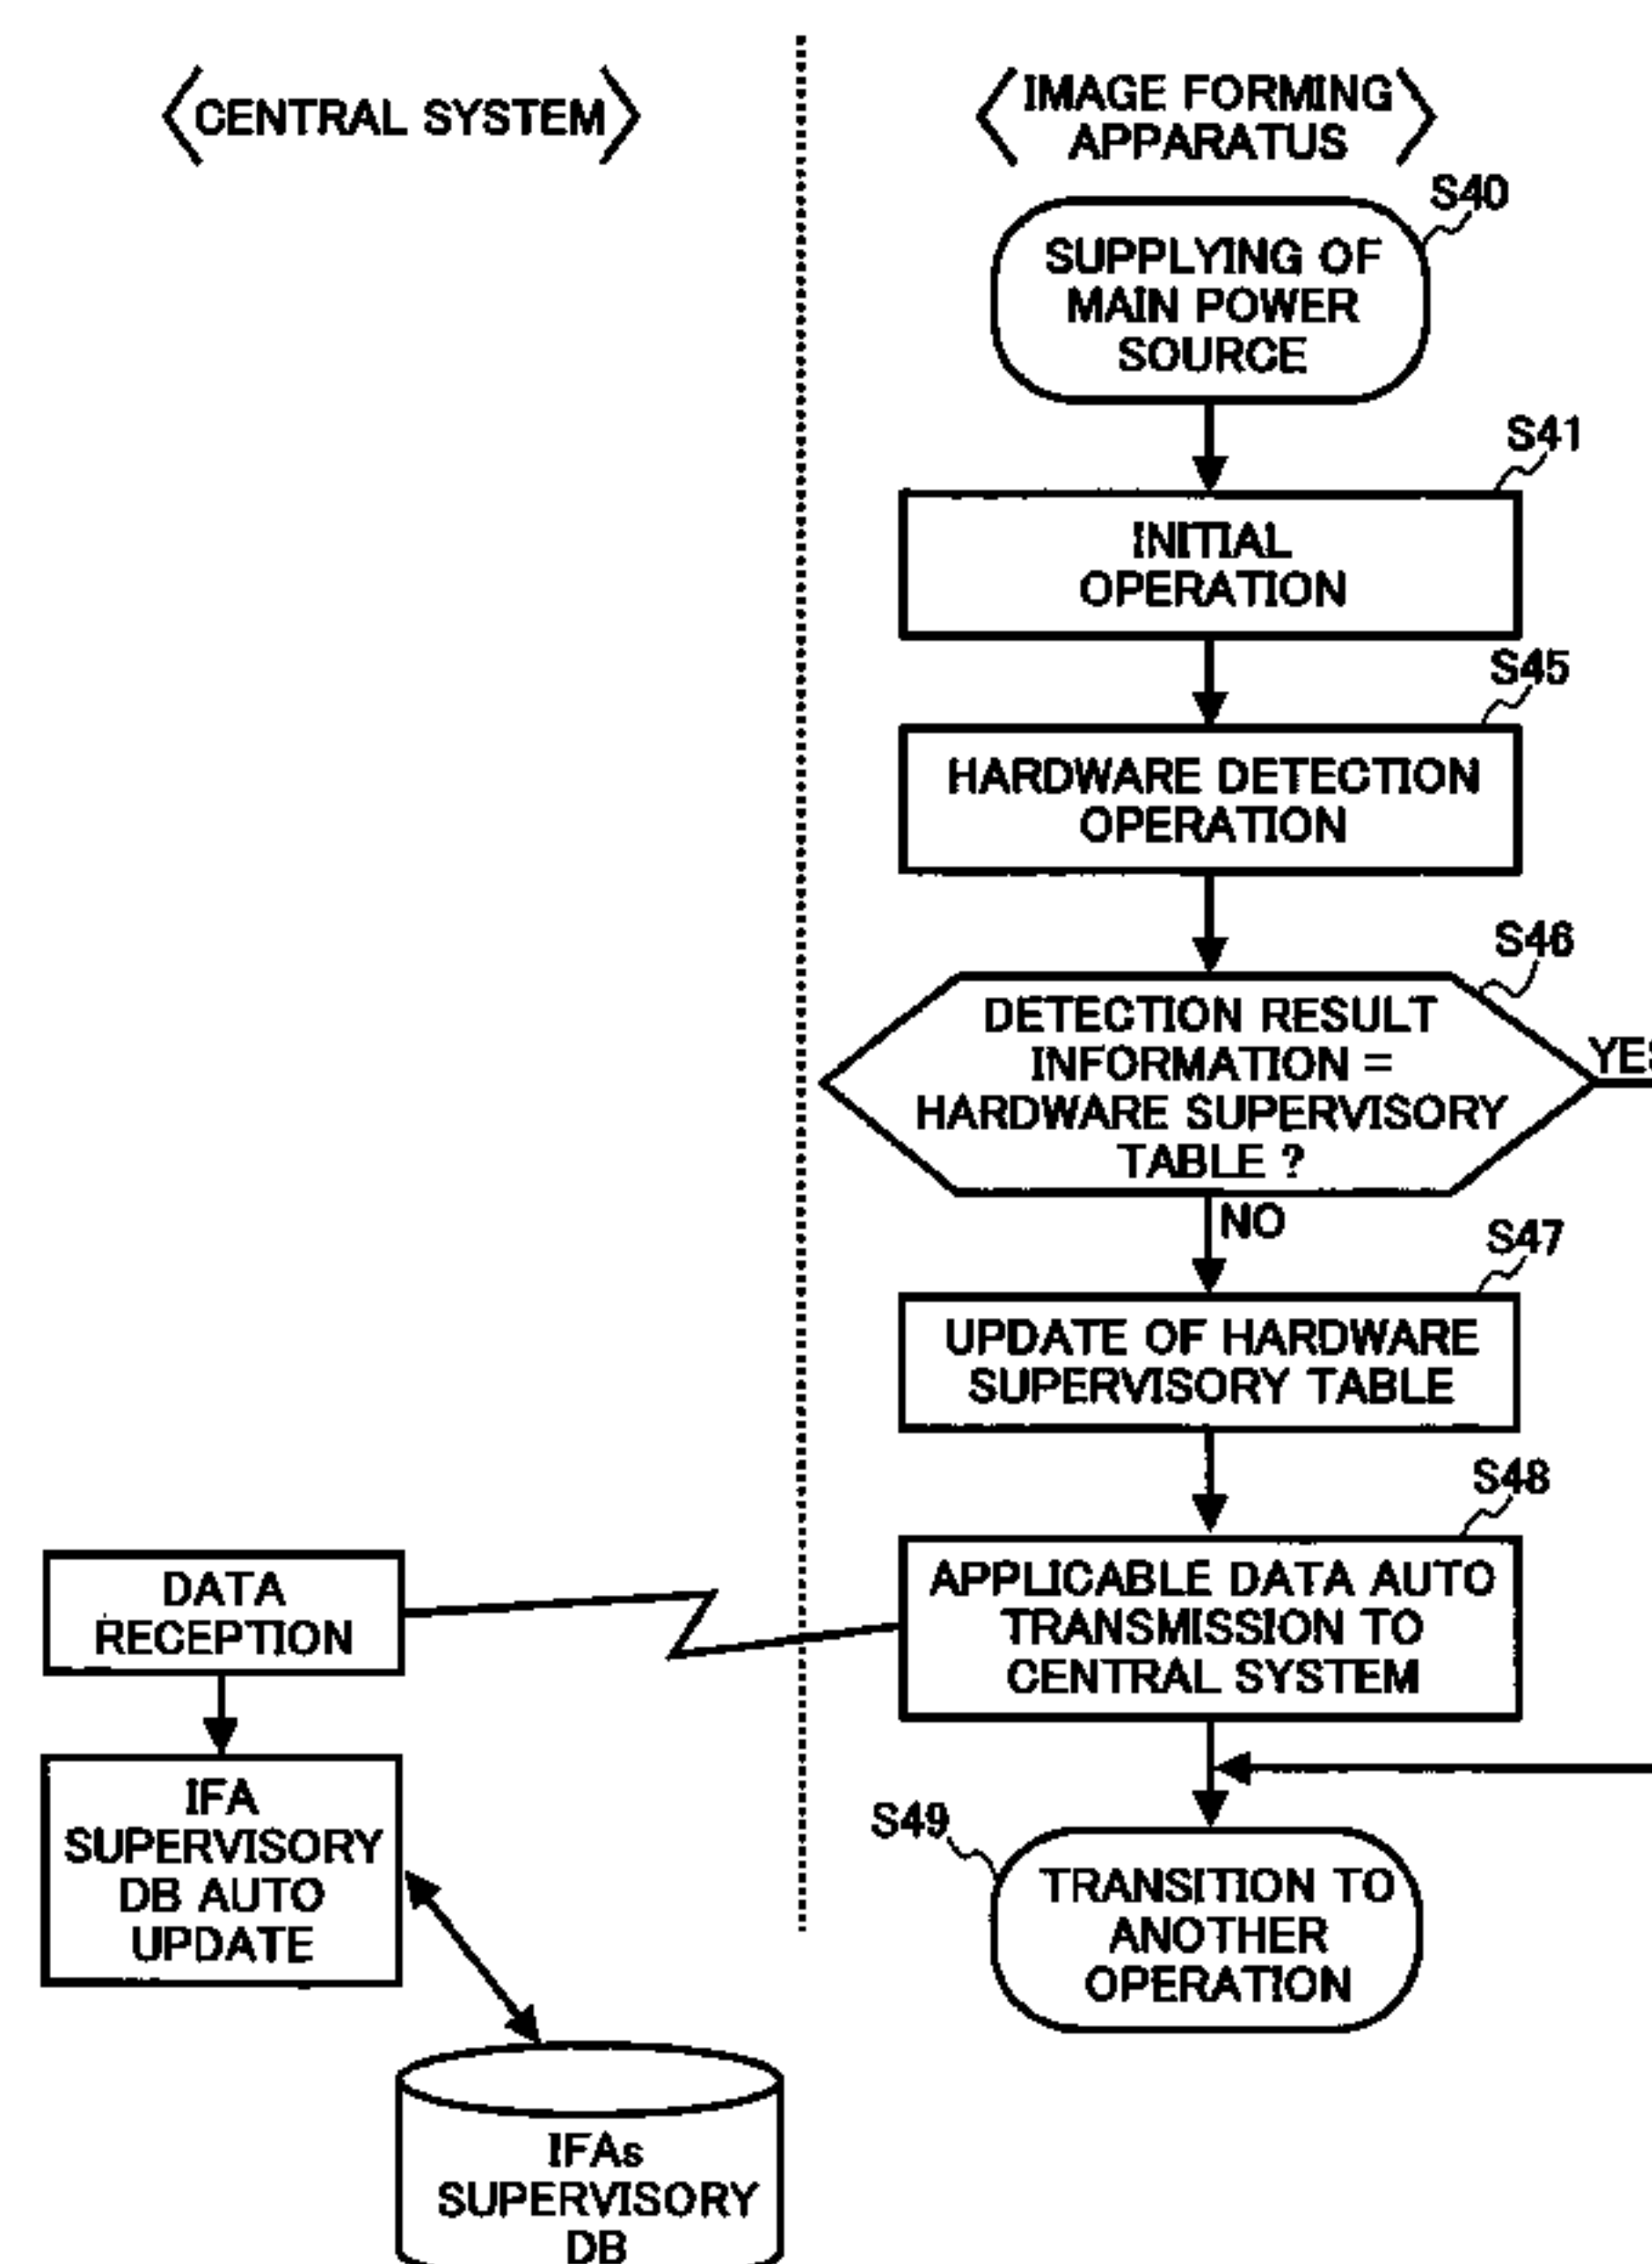 CENTRAL SYSTEM
IMAGE FORMING
APPARATUS
S40
SUPPLYING OF
MAIN POWER
SOURCE
S41
INITIAL
OPERATION
S45
HARDWARE DETECTION
OPERATION
S46
DETECTION RESULT
INFORMATION =
HARDWARE SUPERVISORY
TABLE ?
YES
NO
S47
UPDATE OF HARDWARE
SUPERVISORY TABLE
S48
APPLICABLE DATA AUTO
TRANSMISSION TO
CENTRAL SYSTEM
DATA
RECEPTION
IFA
SUPERVISORY
DB AUTO
UPDATE
S49
TRANSITION TO
ANOTHER
OPERATION
IFAs
SUPERVISORY
DB